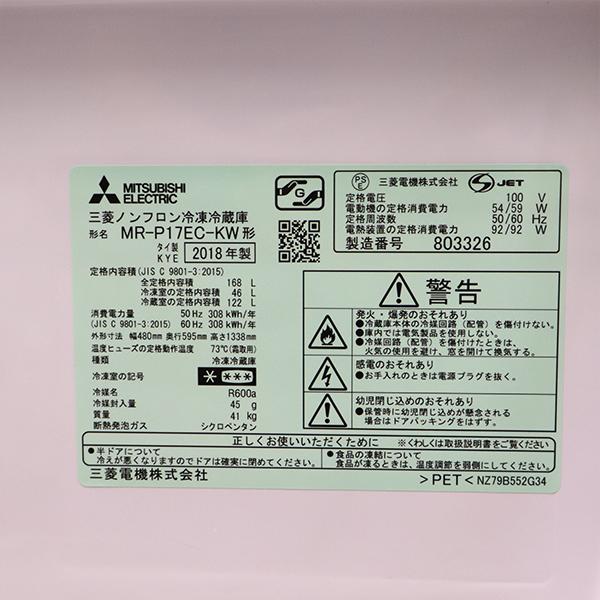 MITSUBISHI
ELECTRIC
G
三菱ノンフロン冷凍冷蔵庫
形名 MR-P17EC-KW形
タイ製
KYE 2018年製
定格内容積(JIS C 9801-3:2015)
全定格内容積 168 L
冷凍室の定格内容積 46 L
冷蔵室の定格内容積 122 L
消費電力量 50 Hz 308 kWh/年
(JIS C 9801-3:2015) 60 Hz 308 kWh/年
外形寸法 幅480mm 奥行595mm 高さ1338mm
温度ヒューズの定格動作温度 73℃(霜取用)
種類 冷凍冷蔵庫
冷凍室の記号 * ***
冷媒名 R600a
冷媒封入量 45 g
質量 41 kg
断熱発泡ガス シクロペンタン
PS
E
三菱電機株式会社 S JET
定格電圧 100 V
電動機の定格消費電力 54/59 W
定格周波数 50/60 Hz
電熱装置の定格消費電力 92/92 W
製造番号 803326
警告
発火・爆発のおそれあり
●冷蔵庫本体の冷媒回路(配管)を傷付けない。
●庫内では電気製品を使用しない。
●冷媒回路(配管)を傷付けたときは、
火気の使用を避け、窓を開けて換気する。
感電のおそれあり
●お手入れのときは電源プラグを抜く。
幼児閉じ込めのおそれあり
●保管時に幼児閉じ込めが懸念される
場合はドアパッキングをはずす。
正しくお使いいただくために ※くわしくは取扱説明書をご覧ください。
●半ドアについて
冷えが悪くなりますのでドアは確実に閉めてください。
●食品の凍結について
食品が凍るときは、温度調節を弱にしてください。
三菱電機株式会社
>PET< NZ79B552G34